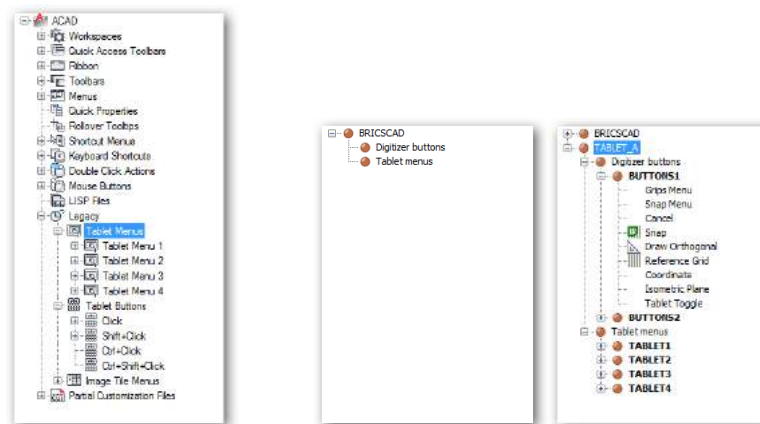 ACAD
Workspaces
Quick Access Toolbars
Ribbon
Toolbars
Menus
Quick Properties
Rollover Tooltips
Shortcut Menus
Keyboard Shortcuts
Double Click Actions
Mouse Buttons
LISP Files
Legacy
Tablet Menus
Tablet Menu 1
Tablet Menu 2
Tablet Menu 3
Tablet Menu 4
Tablet Buttons
Click
Shift+Click
Ctrl+Click
Ctrl+Shift+Click
Image Tile Menus
Partial Customization Files
BRICSCAD
Digitizer buttons
Tablet menus
BRICSCAD
TABLET_A
Digitizer buttons
BUTTONS1
Grips Menu
Snap Menu
Cancel
Snap
Draw Orthogonal
Reference Grid
Coordinate
Isometric Plane
Tablet Toggle
BUTTONS2
Tablet menus
TABLET1
TABLET2
TABLET3
TABLET4